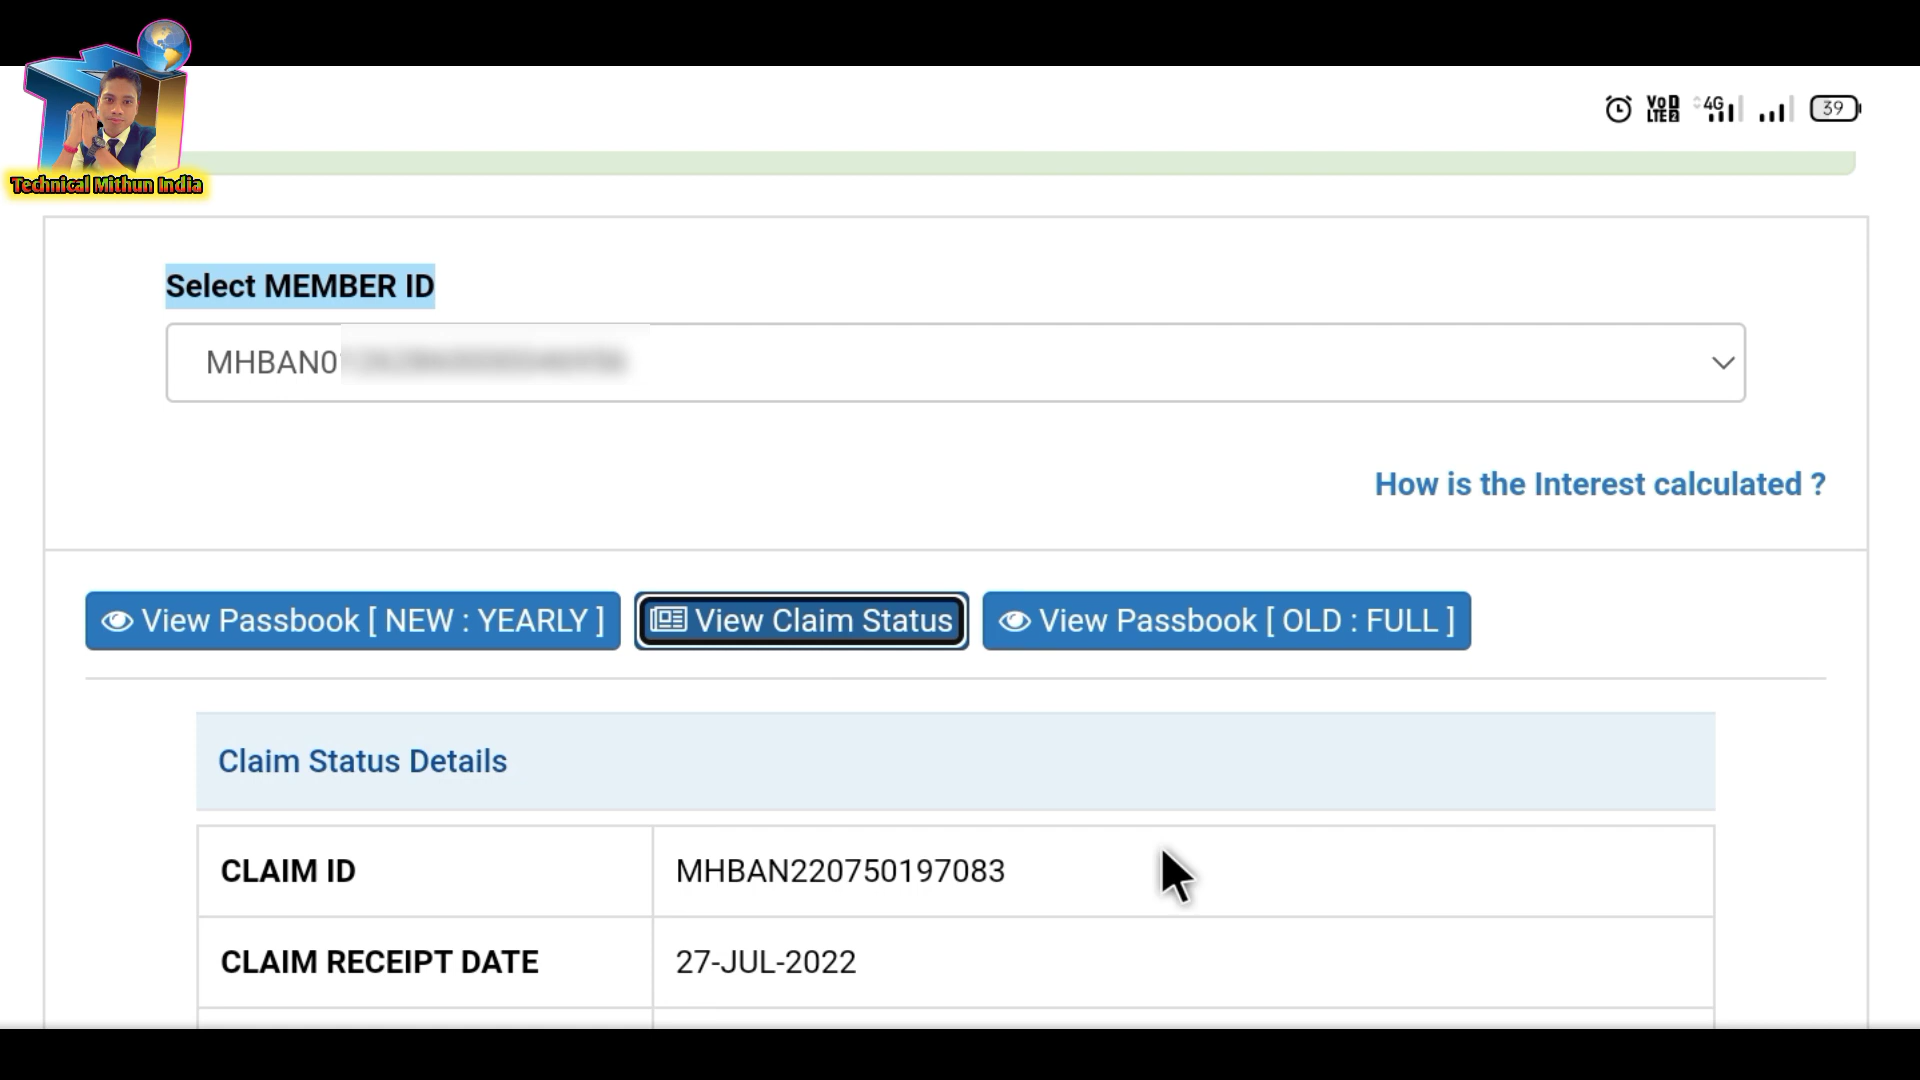 Technical Mithun India
Vo LTE 2 4G 39
Select MEMBER ID
MHBAN0
How is the Interest calculated ?
View Passbook [ NEW : YEARLY ] View Claim Status View Passbook [ OLD : FULL ]
Claim Status Details
CLAIM ID MHBAN220750197083
CLAIM RECEIPT DATE 27-JUL-2022